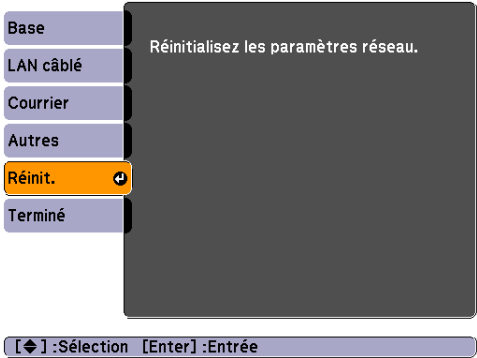 Base
LAN câblé
Courrier
Autres
Réinit.
Terminé
Réinitialisez les paramètres réseau.
[ ] :Sélection [Enter] :Entrée